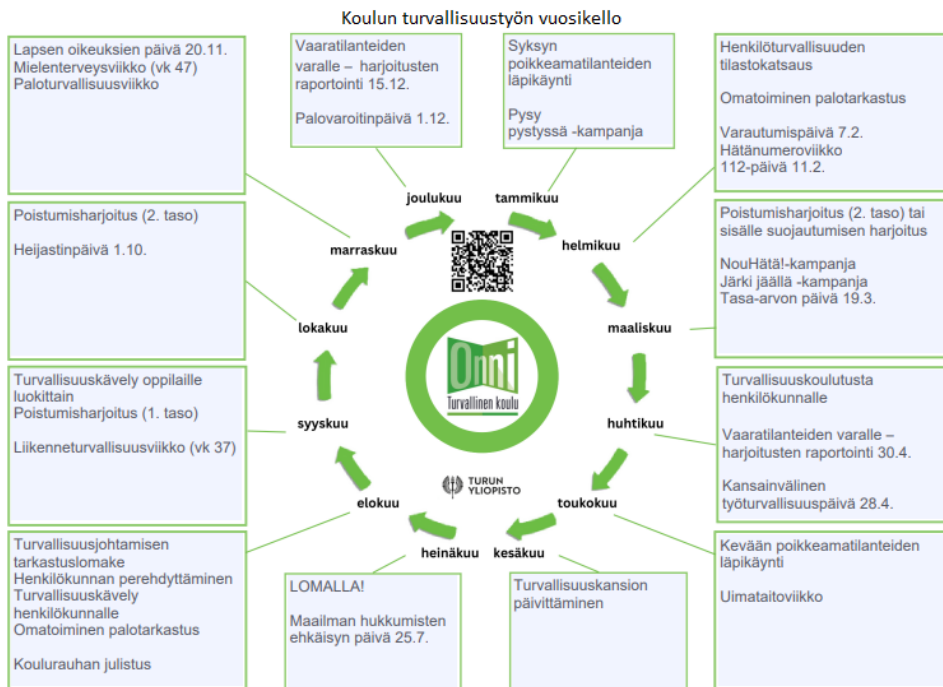 Koulun turvallisuustyön vuosikello
Lapsen oikeuksien päivä 20.11.
Mielenterveysviikko (vk 47)
Paloturvallisuusviikko
Vaaratilanteiden
varalle – harjoitusten
raportointi 15.12.
Palovaroitinpäivä 1.12.
Syksyn
poikkeamatilanteiden
läpikäynti
Pysy
pystyssä -kampanja
Henkilöturvallisuuden
tilastokatsaus
Omatoiminen palotarkastus
Varautumispäivä 7.2.
Hätänumeroviikko
112-päivä 11.2.
joulukuu
tammikuu
Poistumisharjoitus (2. taso)
Heijastinpäivä 1.10.
marraskuu
helmikuu
Poistumisharjoitus (2. taso) tai
sisälle suojautumisen harjoitus
NouHätä!-kampanja
Järki jäällä -kampanja
Tasa-arvon päivä 19.3.
lokakuu
maaliskuu
Onni
Turvallinen koulu
Turvallisuuskävely oppilaille
luokittain
Poistumisharjoitus (1. taso)
Liikenneturvallisuusviikko (vk 37)
syyskuu
huhtikuu
Turvallisuuskoulutusta
henkilökunnalle
Vaaratilanteiden varalle –
harjoitusten raportointi 30.4.
Kansainvälinen
työturvallisuuspäivä 28.4.
TURUN
YLIOPISTO
elokuu
toukokuu
heinäkuu
kesäkuu
Turvallisuusjohtamisen
tarkastuslomake
Henkilökunnan perehdyttäminen
Turvallisuuskävely
henkilökunnalle
Omatoiminen palotarkastus
Koulurauhan julistus
LOMALLA!
Maailman hukkumisten
ehkäisyn päivä 25.7.
Turvallisuuskansion
päivittäminen
Kevään poikkeamatilanteiden
läpikäynti
Uimataitoviikko